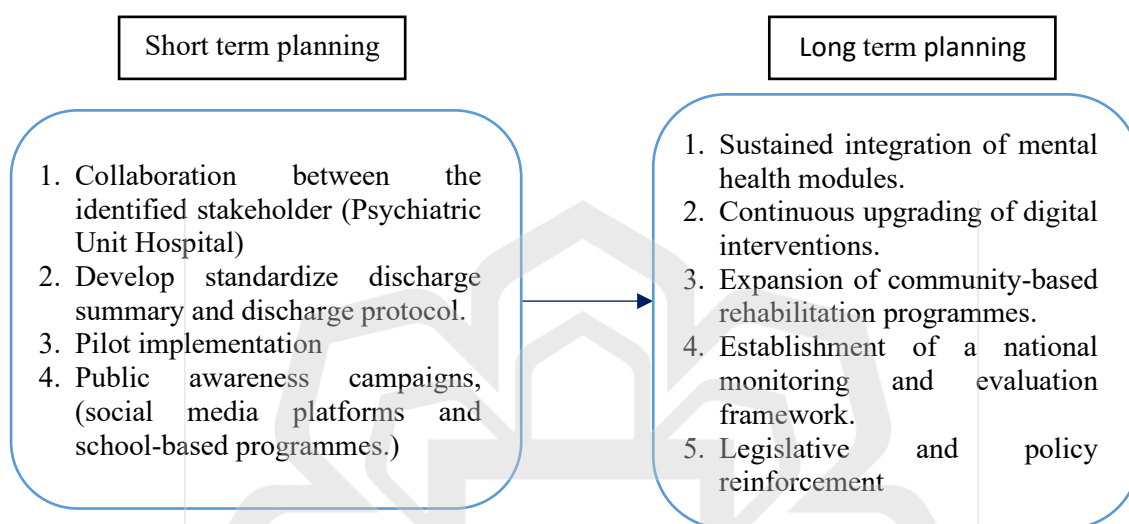 Short term planning
Long term planning
1. Collaboration between the
identified stakeholder (Psychiatric
Unit Hospital)
2. Develop standardize discharge
summary and discharge protocol.
3. Pilot implementation
4. Public awareness campaigns,
(social media platforms and
school-based programmes.)
1. Sustained integration of mental
health modules.
2. Continuous upgrading of digital
interventions.
3. Expansion of community-based
rehabilitation programmes.
4. Establishment of a national
monitoring and evaluation
framework.
5. Legislative and policy
reinforcement